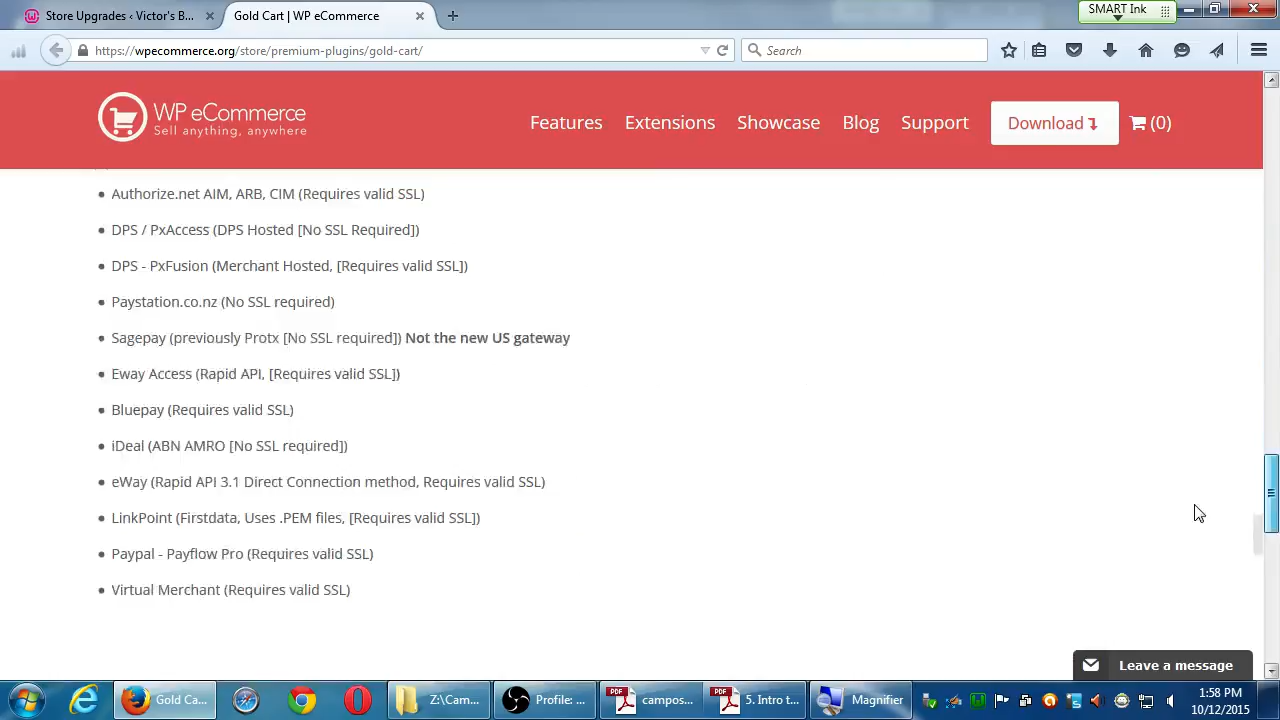 Store Upgrades ‹ Victor's B...
Gold Cart | WP eCommerce
SMART Ink
https://wpecommerce.org/store/premium-plugins/gold-cart/
Search
WP eCommerce
Sell anything, anywhere
Features
Extensions
Showcase
Blog
Support
Download
(0)
Authorize.net AIM, ARB, CIM (Requires valid SSL)
DPS / PxAccess (DPS Hosted [No SSL Required])
DPS - PxFusion (Merchant Hosted, [Requires valid SSL])
Paystation.co.nz (No SSL required)
Sagepay (previously Protx [No SSL required]) Not the new US gateway
Eway Access (Rapid API, [Requires valid SSL])
Bluepay (Requires valid SSL)
iDeal (ABN AMRO [No SSL required])
eWay (Rapid API 3.1 Direct Connection method, Requires valid SSL)
LinkPoint (Firstdata, Uses .PEM files, [Requires valid SSL])
Paypal - Payflow Pro (Requires valid SSL)
Virtual Merchant (Requires valid SSL)
Leave a message
Gold Ca...
Z:\Cam...
Profile: ...
PDF
campos...
PDF
5. Intro t...
Magnifier
1:58 PM
10/12/2015